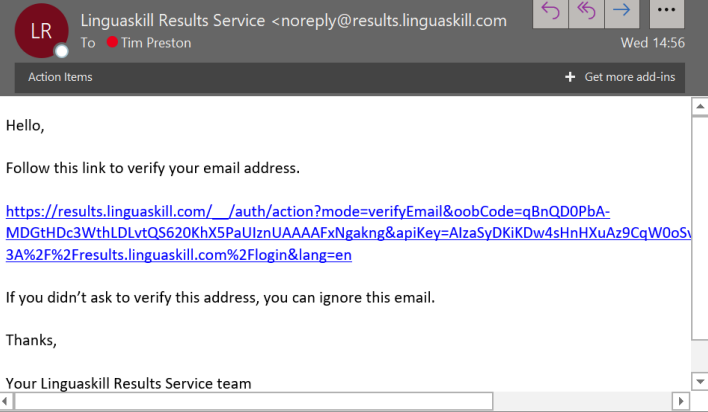 LR
Linguaskill Results Service <noreply@results.linguaskill.com
To Tim Preston
Wed 14:56
Action Items
+ Get more add-ins
Hello,
Follow this link to verify your email address.
https://results.linguaskill.com/__/auth/action?mode=verifyEmail&oobCode=qBnQD0PbA-
MDGtHDc3WthLDLvtQS620KhX5PaUIznUAAAAFxNgakng&apiKey=AIzaSyDKiKDw4sHnHXuAz9CqW0oSv
3A%2F%2Fresults.linguaskill.com%2Flogin&lang=en
If you didn’t ask to verify this address, you can ignore this email.
Thanks,
Your Linguaskill Results Service team